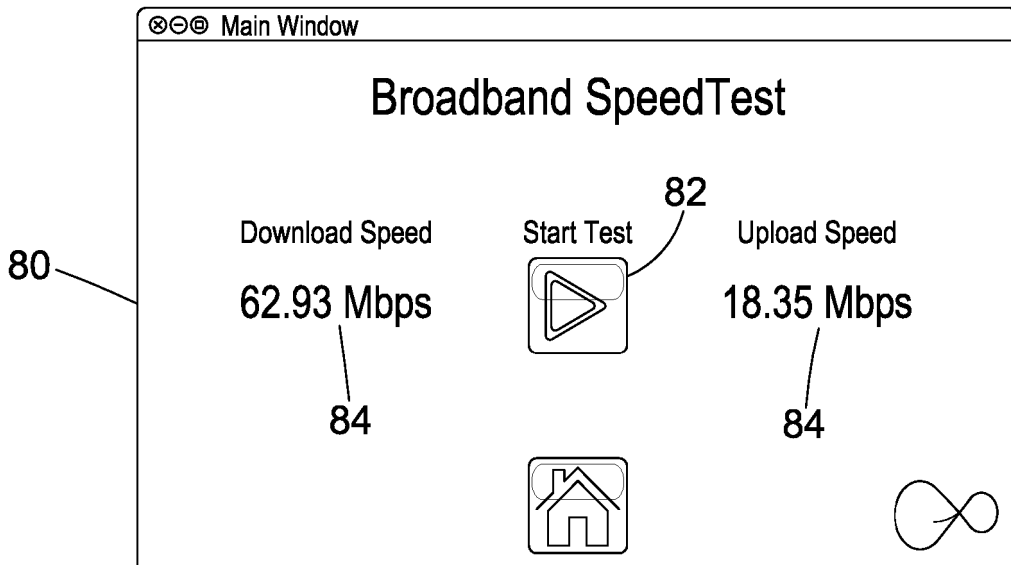 Main Window
Broadband SpeedTest
82
Download Speed
Start Test
Upload Speed
80
62.93 Mbps
18.35 Mbps
84
84